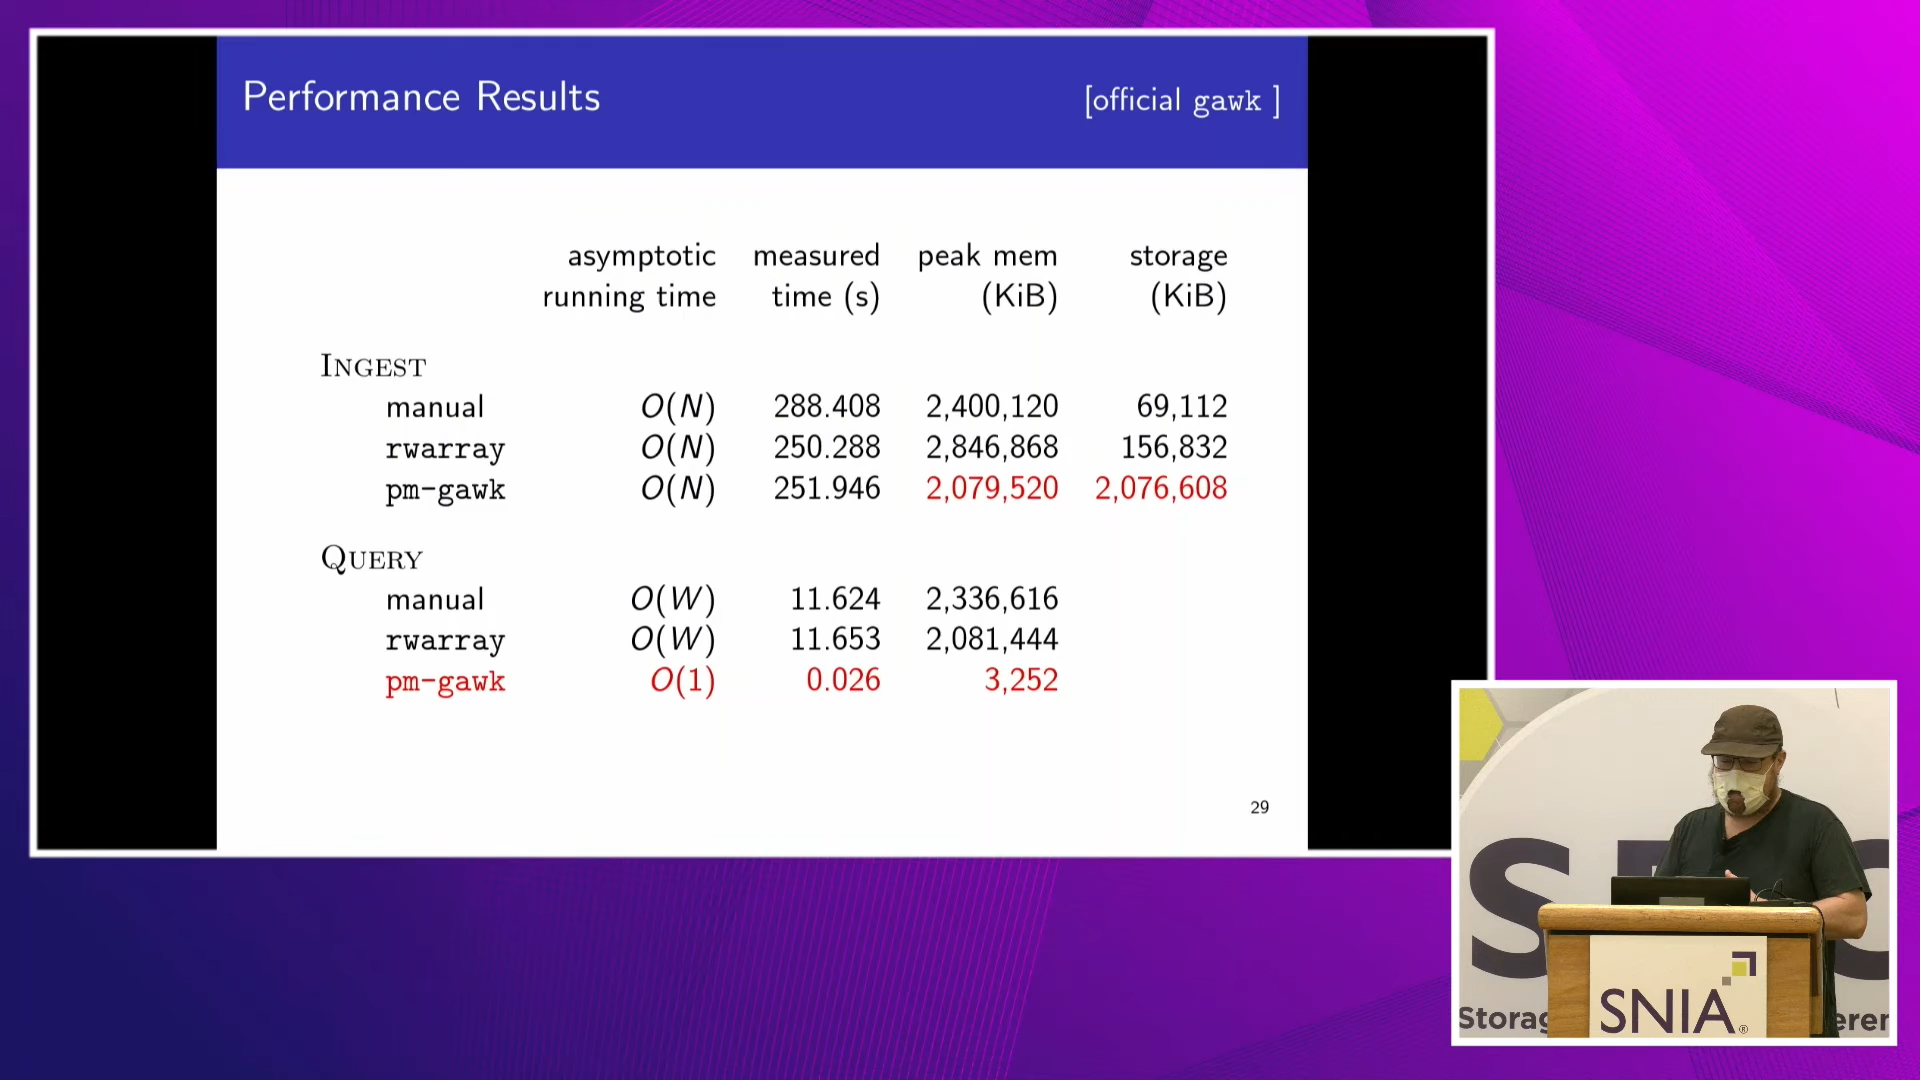 Performance Results [official gawk ]
asymptotic measured peak mem storage
running time time (s) (KiB) (KiB)
INGEST
manual O(N) 288.408 2,400,120 69,112
rwarray O(N) 250.288 2,846,868 156,832
pm-gawk O(N) 251.946 2,079,520 2,076,608
QUERY
manual O(W) 11.624 2,336,616
rwarray O(W) 11.653 2,081,444
pm-gawk O(1) 0.026 3,252
29
SNIA®